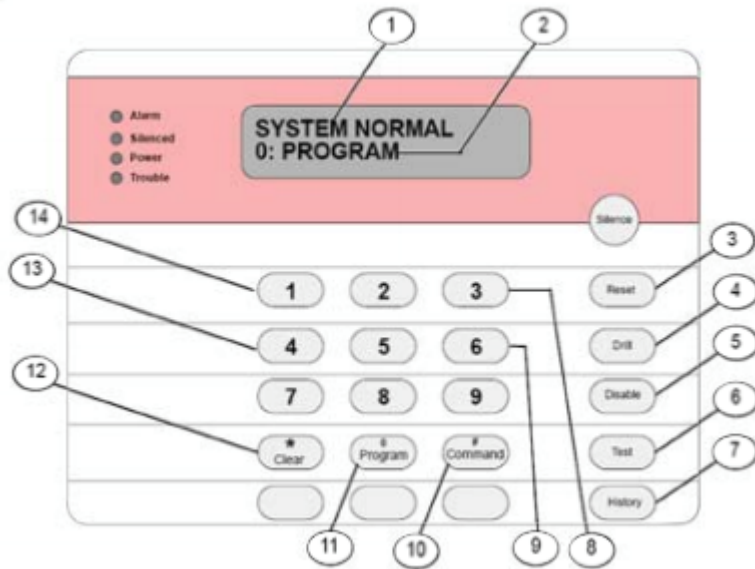 1 2
Alarm
Silenced
Power
Trouble
SYSTEM NORMAL
0: PROGRAM
Silence
14
1 2 3
Reset
3
13
4 5 6
Drill
4
7 8 9
Disable
5
12
* Clear
0 Program
# Command
Test
6
History
7
11 10 9 8